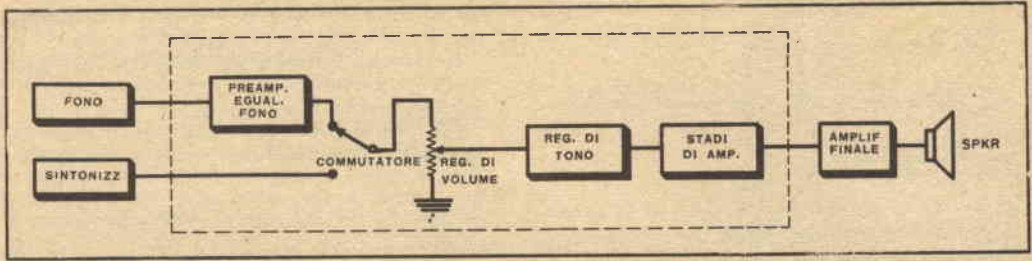 FONO
PREAMP.
EGUAL.
FONO
COMMUTATORE
SINTONIZZ
REG. DI
VOLUME
REG. DI
TONO
STADI
DI AMP.
AMPLIF
FINALE
SPKR